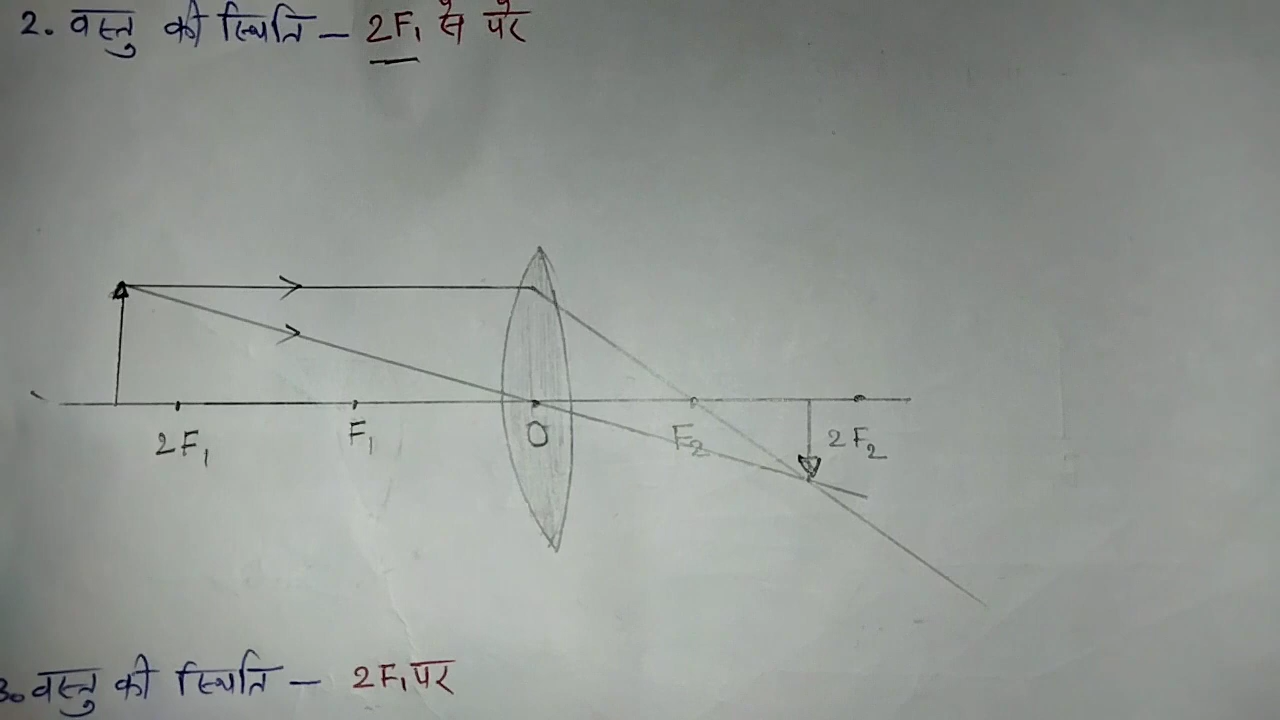 2. वस्तु की स्थिति - 2F₁ से परे
2F₁ F₁ O F₂ 2F₂
3. वस्तु की स्थिति - 2F₁ पर